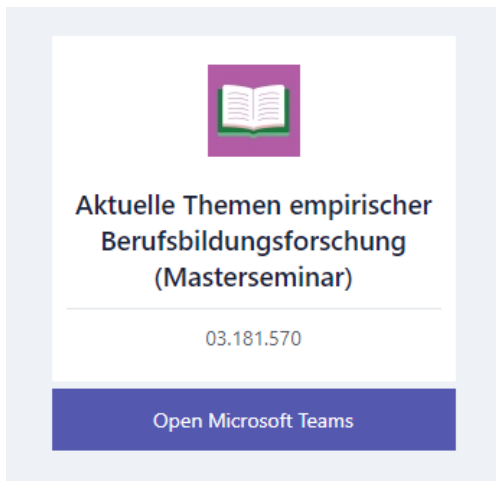 Aktuelle Themen empirischer
Berufsbildungsforschung
(Masterseminar)
03.181.570
Open Microsoft Teams